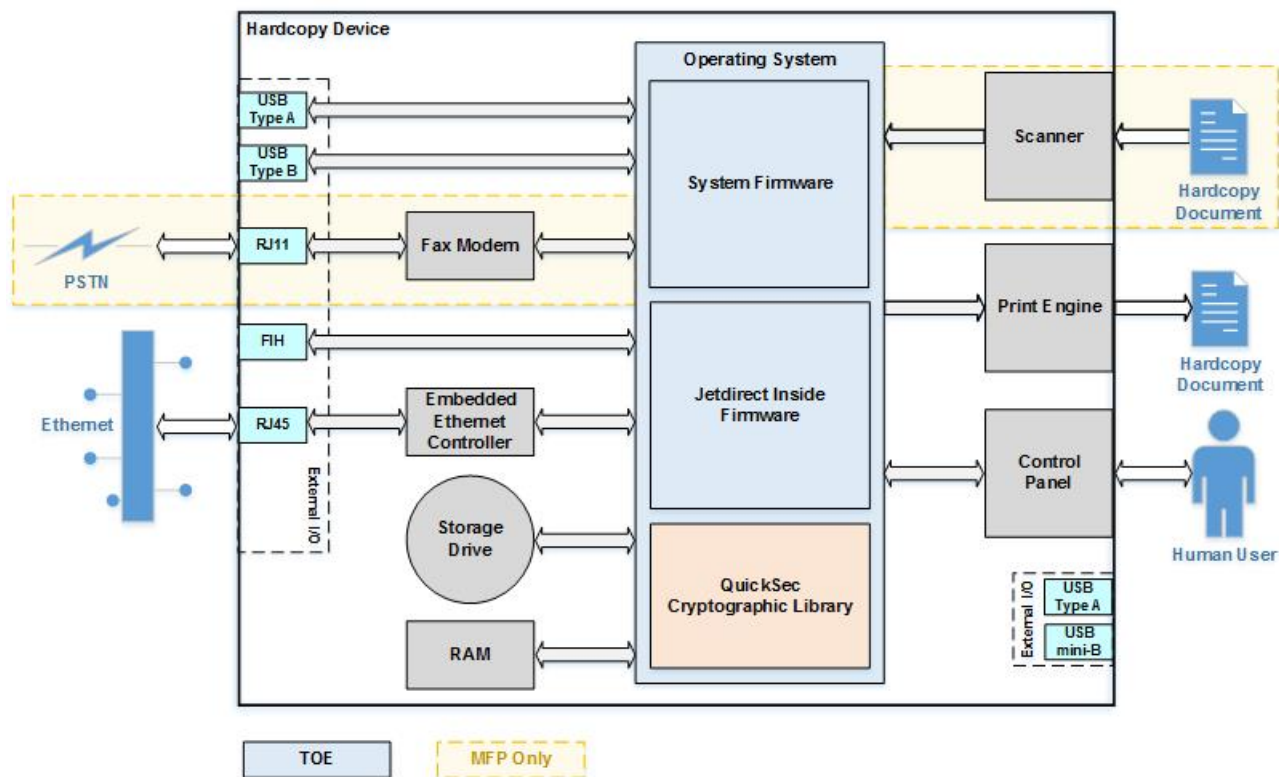 Hardcopy Device
Operating System
USB
Type A
USB
Type B
System Firmware
Scanner
Hardcopy
Document
PSTN
RJ11
Fax Modem
FIH
Print Engine
Hardcopy
Document
Ethernet
RJ45
Embedded
Ethernet
Controller
Jetdirect Inside
Firmware
External I/O
Control
Panel
Human User
Storage
Drive
QuickSec
Cryptographic Library
RAM
External I/O
USB
Type A
USB
mini-B
TOE
MFP Only